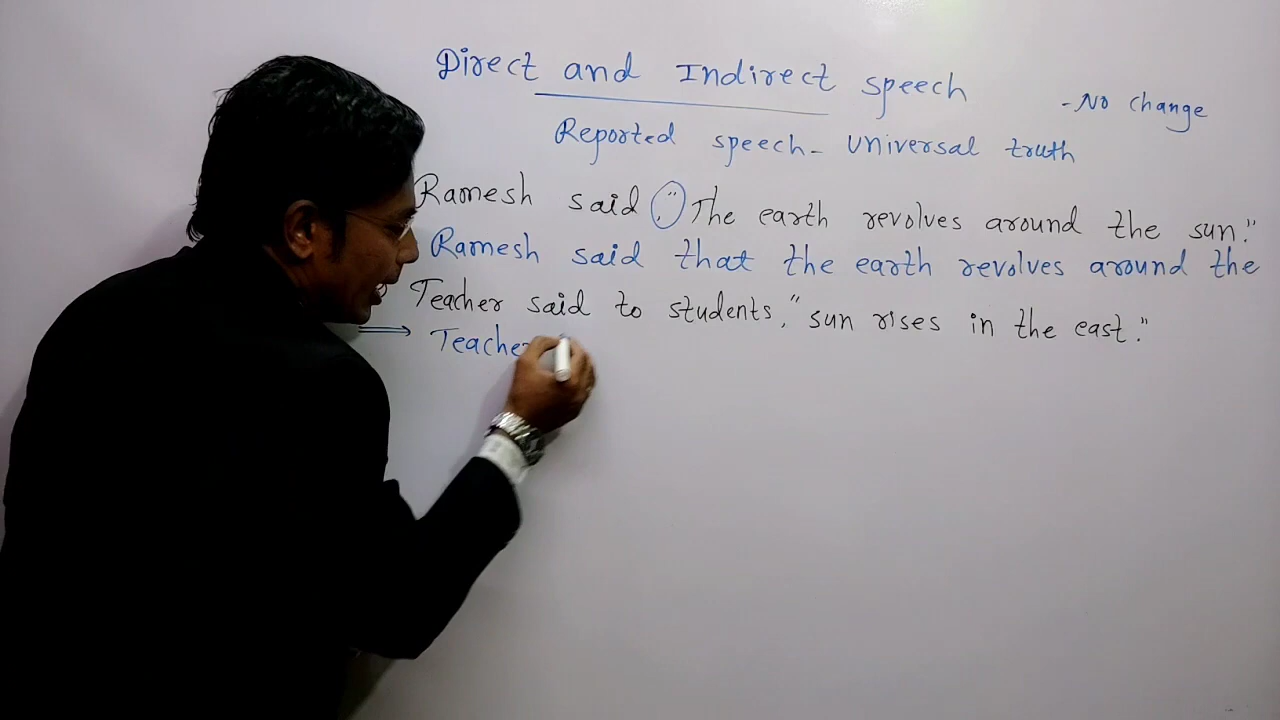 Direct and Indirect speech
- No change
Reported speech - universal truth
Ramesh said, "The earth revolves around the sun."
Ramesh said that the earth revolves around the
Teacher said to students, "sun rises in the east."
⇒ Teacher